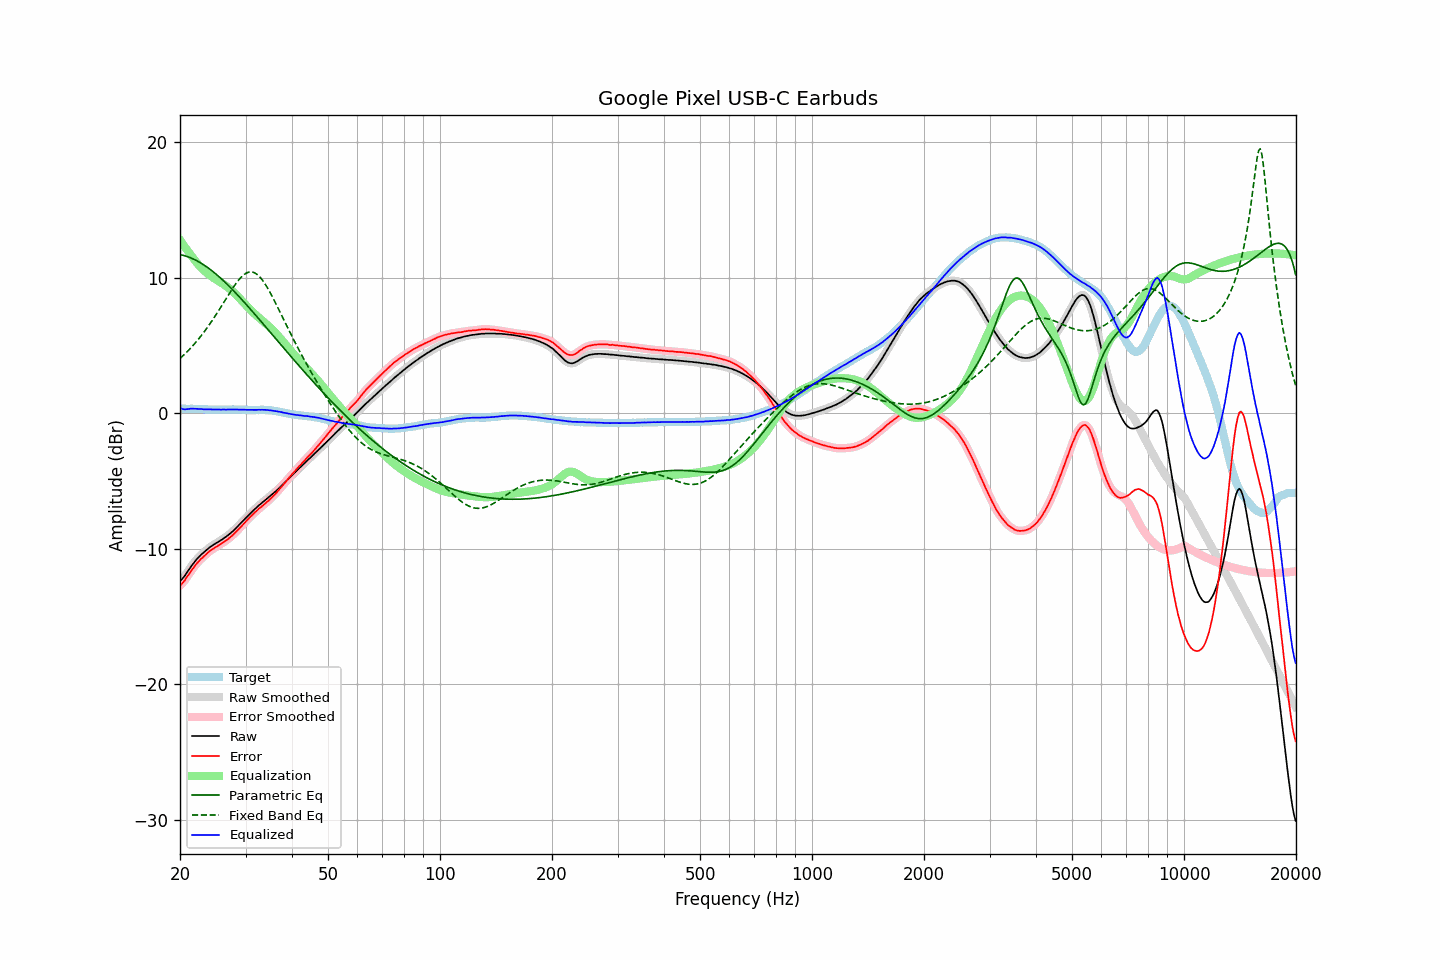 Google Pixel USB-C Earbuds
20
10
0
−10
−20
−30
Amplitude (dBr)
Target
Raw Smoothed
Error Smoothed
Raw
Error
Equalization
Parametric Eq
Fixed Band Eq
Equalized
20 50 100 200 500 1000 2000 5000 10000 20000
Frequency (Hz)